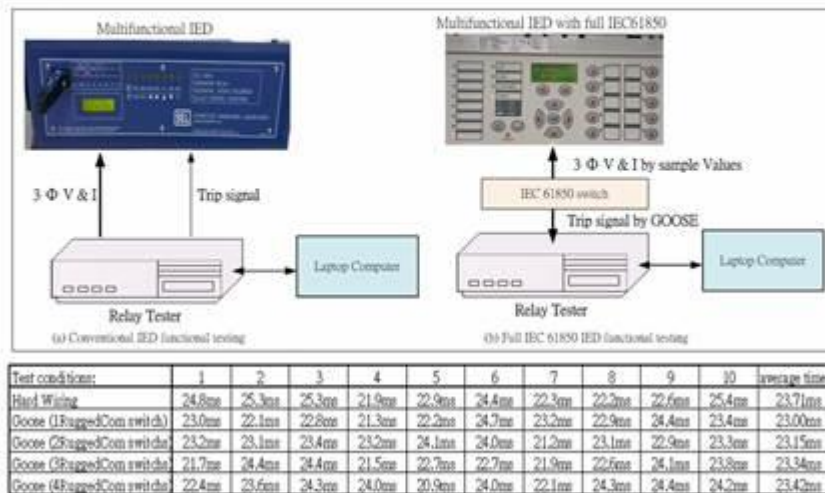 Multifunctional IED
Multifunctional IED with full IEC61850
3 Φ V & I
Trip signal
3 Φ V & I by sample Values
IEC 61850 switch
Trip signal by GOOSE
Laptop Computer
Laptop Computer
Relay Tester
Relay Tester
(a) Conventional IED functional testing
(b) Full IEC 61850 IED functional testing
Test conditions: 1 2 3 4 5 6 7 8 9 10 average time
Hard Wiring 24.8ms 25.3ms 25.3ms 21.9ms 22.9ms 24.4ms 22.3ms 22.2ms 22.6ms 25.4ms 23.71ms
Goose (1RuggedCom switch) 23.0ms 22.1ms 22.8ms 21.3ms 22.2ms 24.7ms 23.2ms 22.9ms 24.4ms 23.4ms 23.00ms
Goose (2RuggedCom switchs) 23.2ms 23.1ms 23.4ms 23.2ms 24.1ms 24.0ms 21.2ms 23.1ms 22.9ms 23.3ms 23.15ms
Goose (3RuggedCom switchs) 21.7ms 24.4ms 24.4ms 21.5ms 22.7ms 22.7ms 21.9ms 22.6ms 24.1ms 23.8ms 23.34ms
Goose (4RuggedCom switchs) 22.4ms 23.6ms 24.3ms 24.0ms 20.9ms 24.0ms 22.1ms 24.3ms 24.4ms 24.2ms 23.42ms